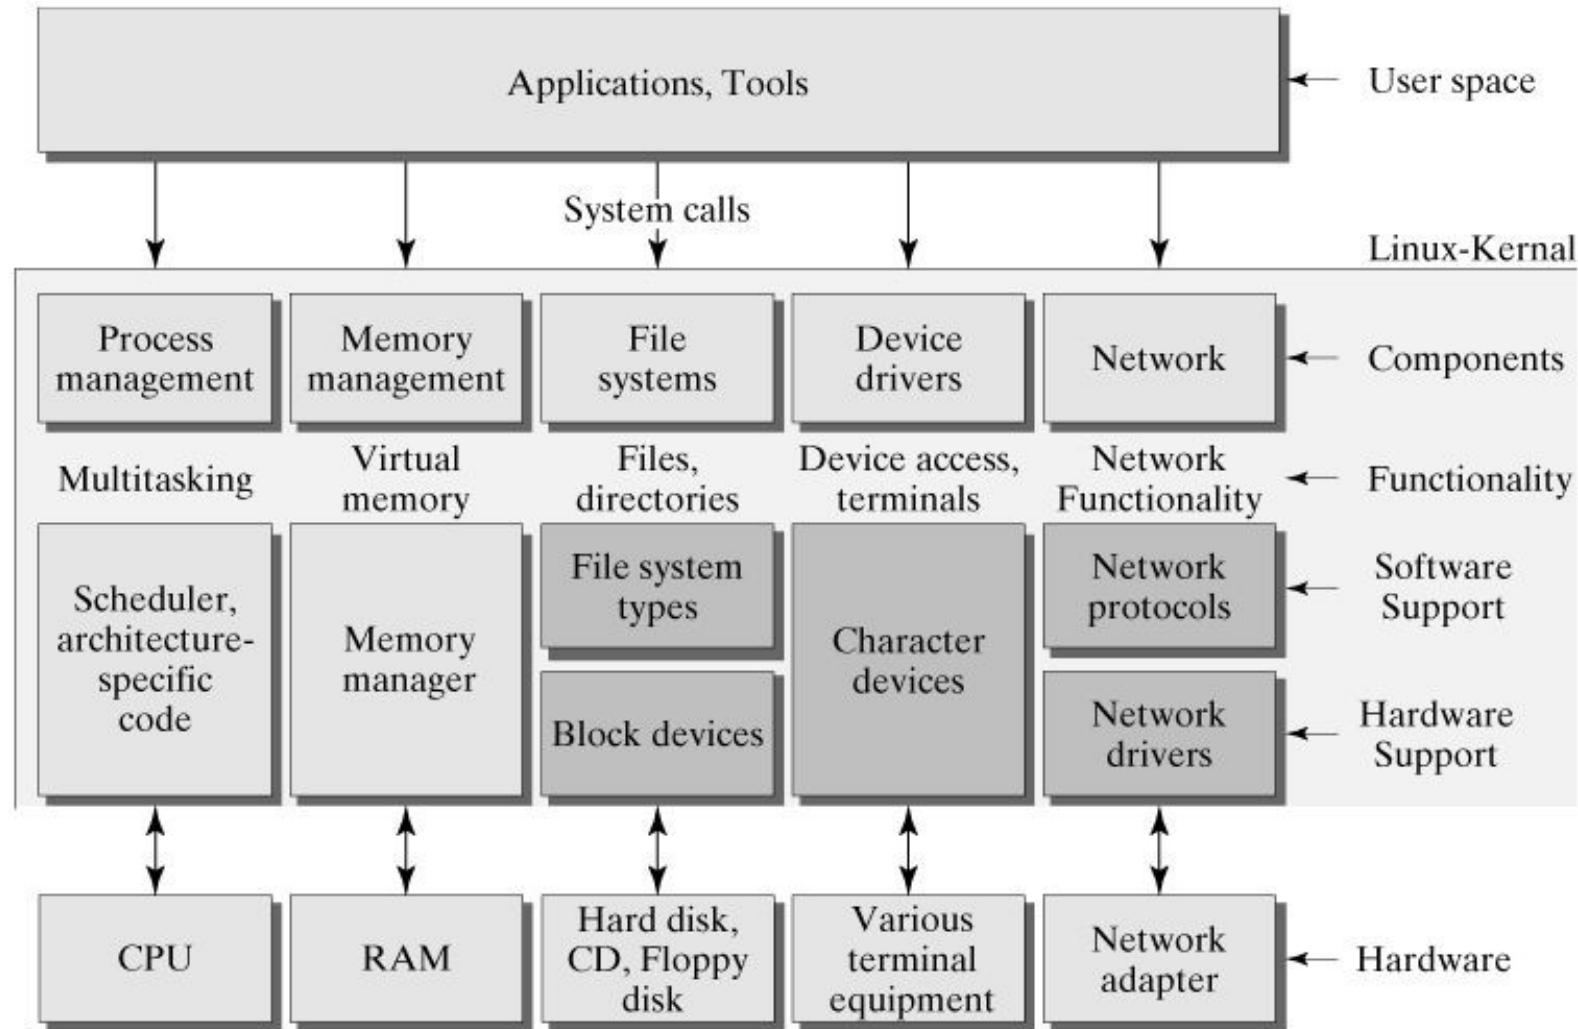 Applications, Tools
User space
System calls
Linux-Kernal
Process
management
Memory
management
File
systems
Device
drivers
Network
Components
Multitasking
Virtual
memory
Files,
directories
Device access,
terminals
Network
Functionality
Functionality
Scheduler,
architecture-
specific
code
Memory
manager
File system
types
Block devices
Character
devices
Network
protocols
Network
drivers
Software
Support
Hardware
Support
CPU
RAM
Hard disk,
CD, Floppy
disk
Various
terminal
equipment
Network
adapter
Hardware